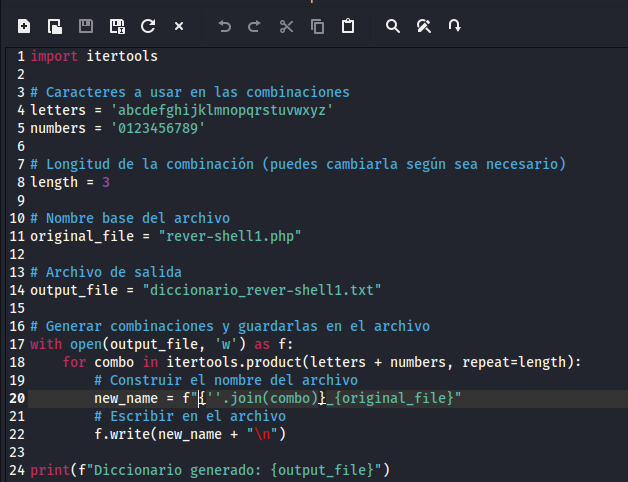 1 import itertools
2
3 # Caracteres a usar en las combinaciones
4 letters = 'abcdefghijklmnopqrstuvwxyz'
5 numbers = '0123456789'
6
7 # Longitud de la combinación (puedes cambiarla según sea necesario)
8 length = 3
9
10 # Nombre base del archivo
11 original_file = "rever-shell1.php"
12
13 # Archivo de salida
14 output_file = "diccionario_rever-shell1.txt"
15
16 # Generar combinaciones y guardarlas en el archivo
17 with open(output_file, 'w') as f:
18     for combo in itertools.product(letters + numbers, repeat=length):
19         # Construir el nombre del archivo
20         new_name = f"{''.join(combo)}_{original_file}"
21         # Escribir en el archivo
22         f.write(new_name + "\n")
23
24 print(f"Diccionario generado: {output_file}")